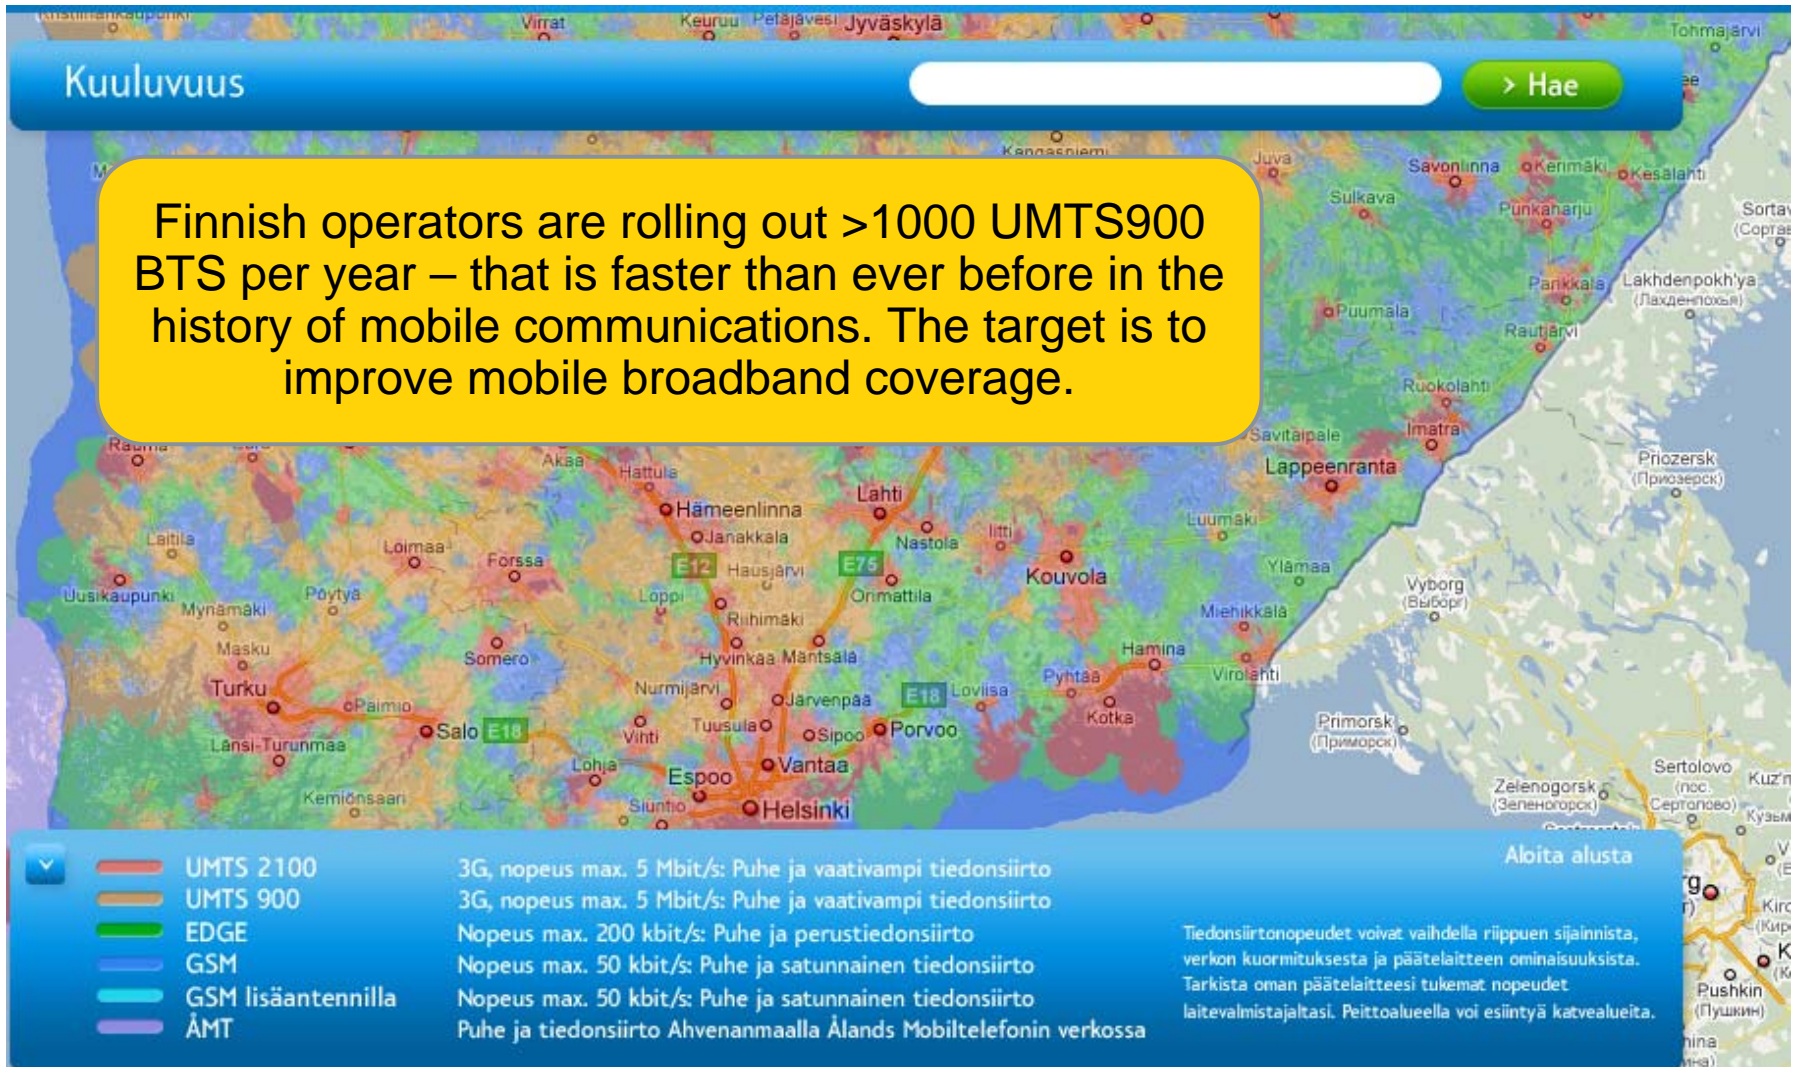 Virrat
Keuruu
Petäjävesi
Jyväskylä
Tohmajärvi
Kuuluvuus
> Hae
Kangasniemi
Juva
Savonlinna
Kerimäki
Kesälahti
Sulkava
Punkaharju
Finnish operators are rolling out >1000 UMTS900
BTS per year – that is faster than ever before in the
history of mobile communications. The target is to
improve mobile broadband coverage.
Parikkala
Lakhdenpokh'ya
(Лахденпохья)
Puumala
Rautjärvi
Ruokolahti
Imatra
Savitaipale
Lappeenranta
Priozersk
(Приозерск)
Rauma
Akaa
Hattula
Hämeenlinna
Lahti
Janakkala
Nastola
Iitti
Luumäki
Laitila
Loimaa
Forssa
E12
Hausjärvi
E75
Kouvola
Ylämaa
Vyborg
(Выборг)
Uusikaupunki
Mynämäki
Pöytyä
Loppi
Orimattila
Riihimäki
Miehikkälä
Masku
Somero
Hyvinkää
Mäntsälä
Hamina
Virolahti
Turku
Paimio
Nurmijärvi
Järvenpää
E18
Loviisa
Pyhtää
Kotka
Salo
E18
Vihti
Tuusula
Sipoo
Porvoo
Primorsk
(Приморск)
Länsi-Turunmaa
Lohja
Espoo
Vantaa
Kemiönsaari
Siuntio
Helsinki
Zelenogorsk
(Зеленогорск)
Sertolovo
(пос.
Сертолово)
UMTS 2100 3G, nopeus max. 5 Mbit/s: Puhe ja vaativampi tiedonsiirto
UMTS 900 3G, nopeus max. 5 Mbit/s: Puhe ja vaativampi tiedonsiirto
EDGE Nopeus max. 200 kbit/s: Puhe ja perustiedonsiirto
GSM Nopeus max. 50 kbit/s: Puhe ja satunnainen tiedonsiirto
GSM lisäantennilla Nopeus max. 50 kbit/s: Puhe ja satunnainen tiedonsiirto
ÅMT Puhe ja tiedonsiirto Ahvenanmaalla Ålands Mobiltelefonin verkossa
Aloita alusta
Tiedonsiirtonopeudet voivat vaihdella riippuen sijainnista,
verkon kuormituksesta ja päätelaitteen ominaisuuksista.
Tarkista oman päätelaitteesi tukemat nopeudet
laitevalmistajaltasi. Peittoalueella voi esiintyä katvealueita.
Pushkin
(Пушкин)